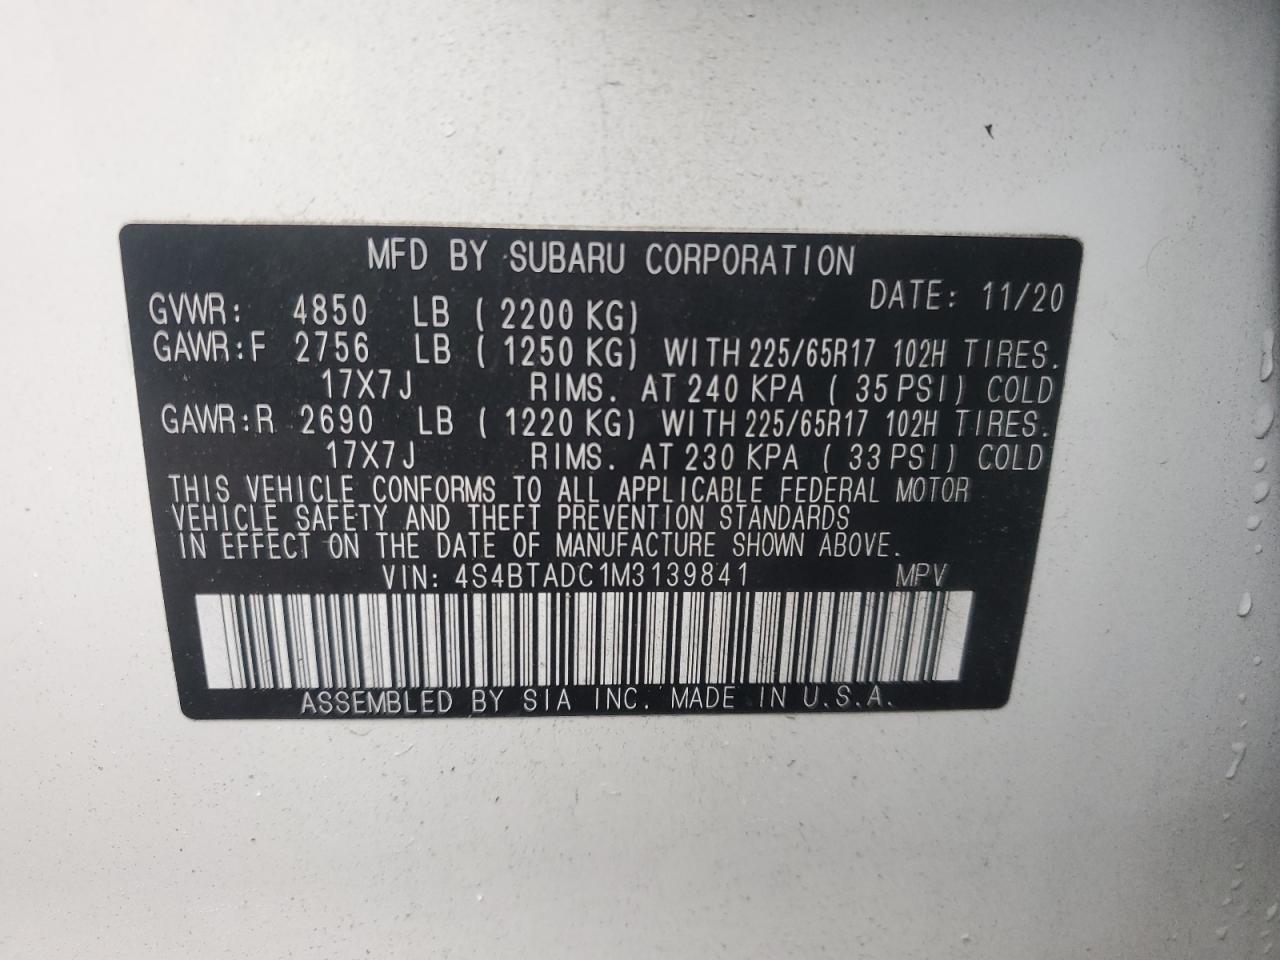 MFD BY SUBARU CORPORATION
DATE: 11/20
GVWR: 4850 LB ( 2200 KG)
GAWR:F 2756 LB ( 1250 KG) WITH 225/65R17 102H TIRES.
17X7J RIMS. AT 240 KPA ( 35 PSI) COLD
GAWR:R 2690 LB ( 1220 KG) WITH 225/65R17 102H TIRES.
17X7J RIMS. AT 230 KPA ( 33 PSI) COLD
THIS VEHICLE CONFORMS TO ALL APPLICABLE FEDERAL MOTOR
VEHICLE SAFETY AND THEFT PREVENTION STANDARDS
IN EFFECT ON THE DATE OF MANUFACTURE SHOWN ABOVE.
VIN: 4S4BTADC1M3139841 MPV
ASSEMBLED BY SIA INC. MADE IN U.S.A.